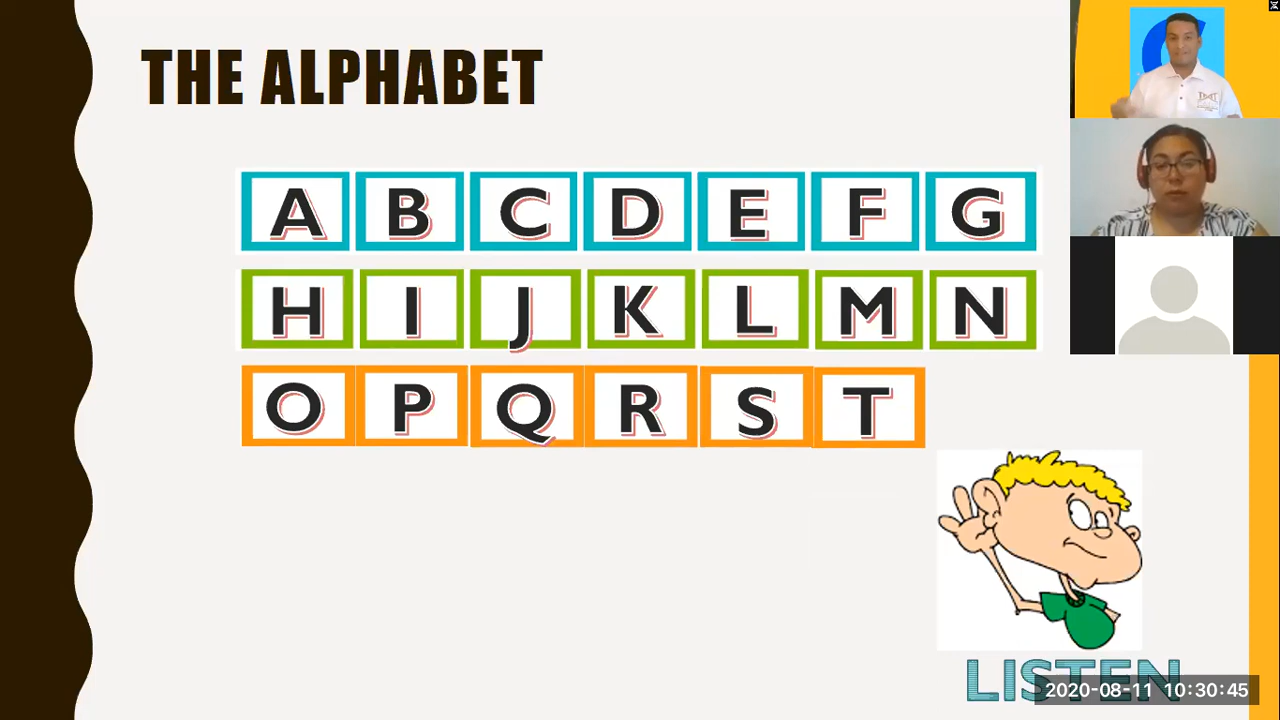 THE ALPHABET
A B C D E F G
H I J K L M N
O P Q R S T
LISTEN
2020-08-11 10:30:45